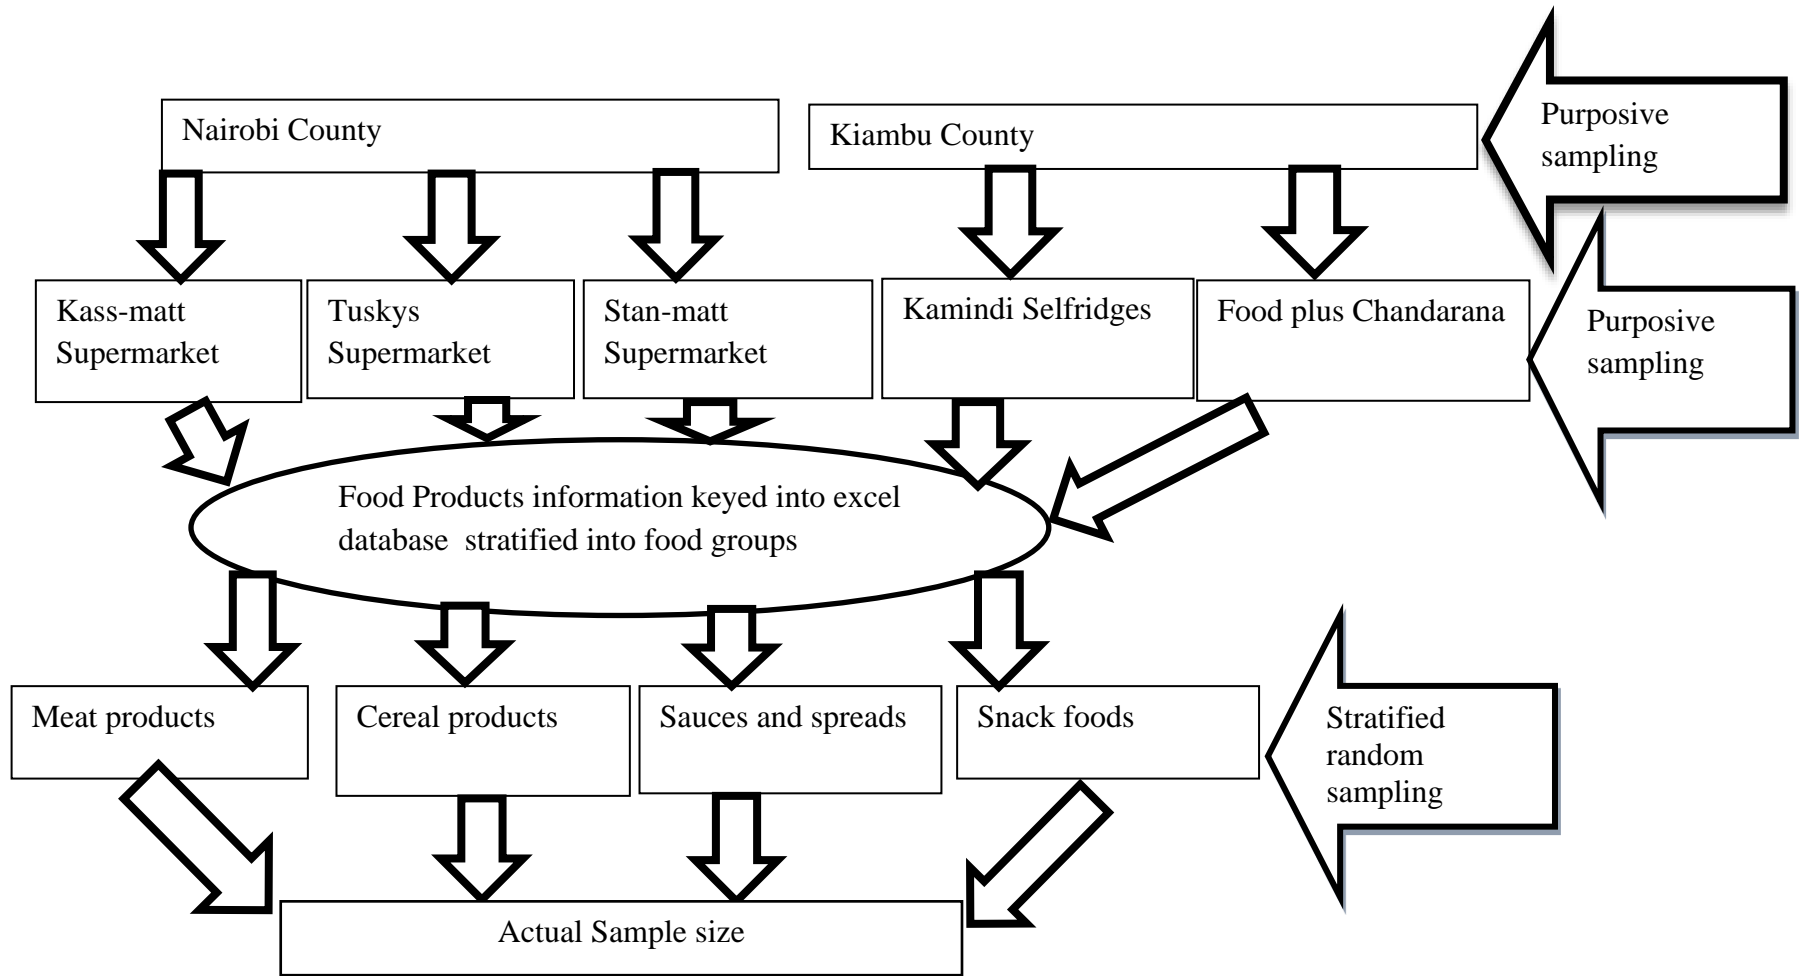 Nairobi County
Kiambu County
Purposive
sampling
Kass-matt
Supermarket
Tuskys
Supermarket
Stan-matt
Supermarket
Kamindi Selfridges
Food plus Chandarana
Purposive
sampling
Food Products information keyed into excel
database  stratified into food groups
Meat products
Cereal products
Sauces and spreads
Snack foods
Stratified
random
sampling
Actual Sample size